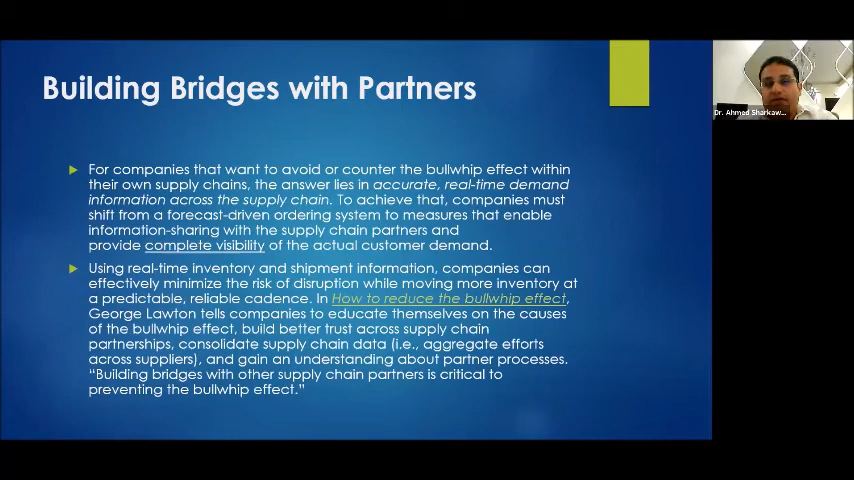 Building Bridges with Partners
For companies that want to avoid or counter the bullwhip effect within
their own supply chains, the answer lies in accurate, real-time demand
information across the supply chain. To achieve that, companies must
shift from a forecast-driven ordering system to measures that enable
information-sharing with the supply chain partners and
provide complete visibility of the actual customer demand.
Using real-time inventory and shipment information, companies can
effectively minimize the risk of disruption while moving more inventory at
a predictable, reliable cadence. In How to reduce the bullwhip effect,
George Lawton tells companies to educate themselves on the causes
of the bullwhip effect, build better trust across supply chain
partnerships, consolidate supply chain data (i.e., aggregate efforts
across suppliers), and gain an understanding about partner processes.
“Building bridges with other supply chain partners is critical to
preventing the bullwhip effect.”
Dr. Ahmed Sharkaw...